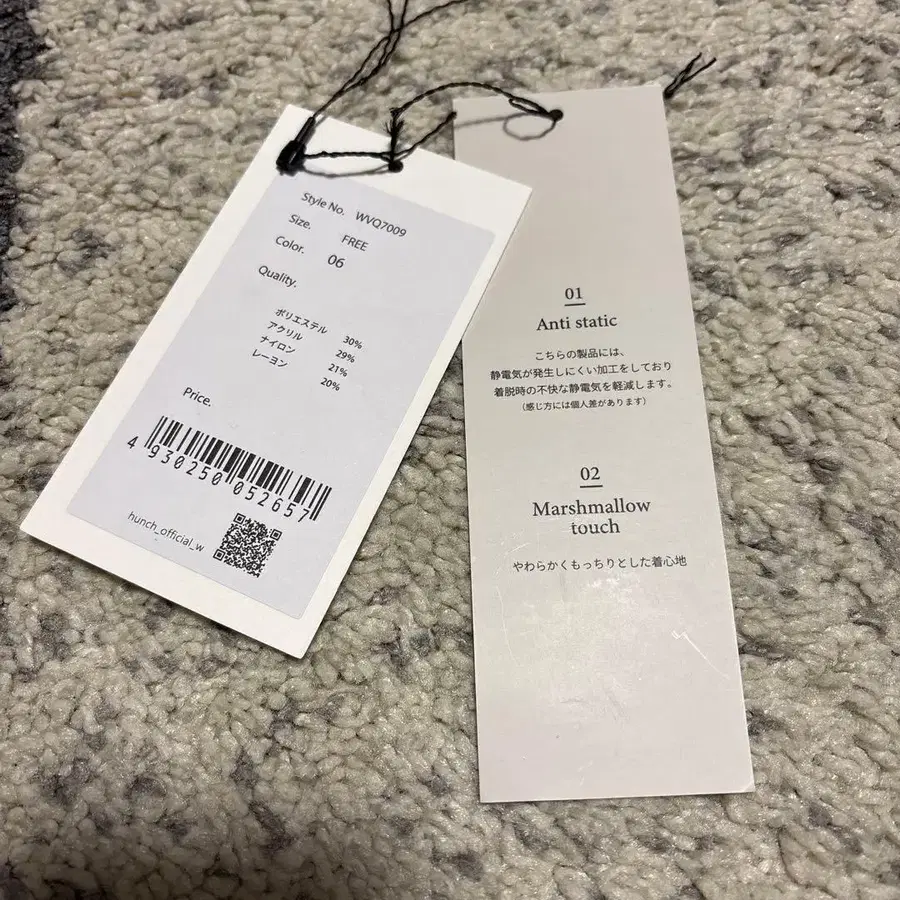 Style No. WVQ7009
Size. FREE
Color. 06
Quality.
ポリエステル 30%
アクリル 29%
ナイロン 21%
レーヨン 20%
Price.
4 930250 052657
hunch_official_w
01
Anti static
こちらの製品には、
静電気が発生しにくい加工をしており
着脱時の不快な静電気を軽減します。
(感じ方には個人差があります)
02
Marshmallow
touch
やわらかくもっちりとした着心地